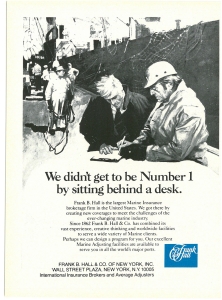 We didn't get to be Number 1
by sitting behind a desk.
Frank B. Hall is the largest Marine Insurance
brokerage firm in the United States. We got there by
creating new coverages to meet the challenges of the
ever-changing marine industry.
Since 1862 Frank B. Hall & Co. has combined its
vast experience, creative thinking and worldwide facilities
to serve a wide variety of Marine clients.
Perhaps we can design a program for you. Our excellent
Marine Adjusting facilities are available to
serve you in all the world's major ports.
Frank
Hall
FRANK B. HALL & CO. OF NEW YORK, INC.
WALL STREET PLAZA, NEW YORK, N.Y. 10005
International Insurance Brokers and Average Adjusters